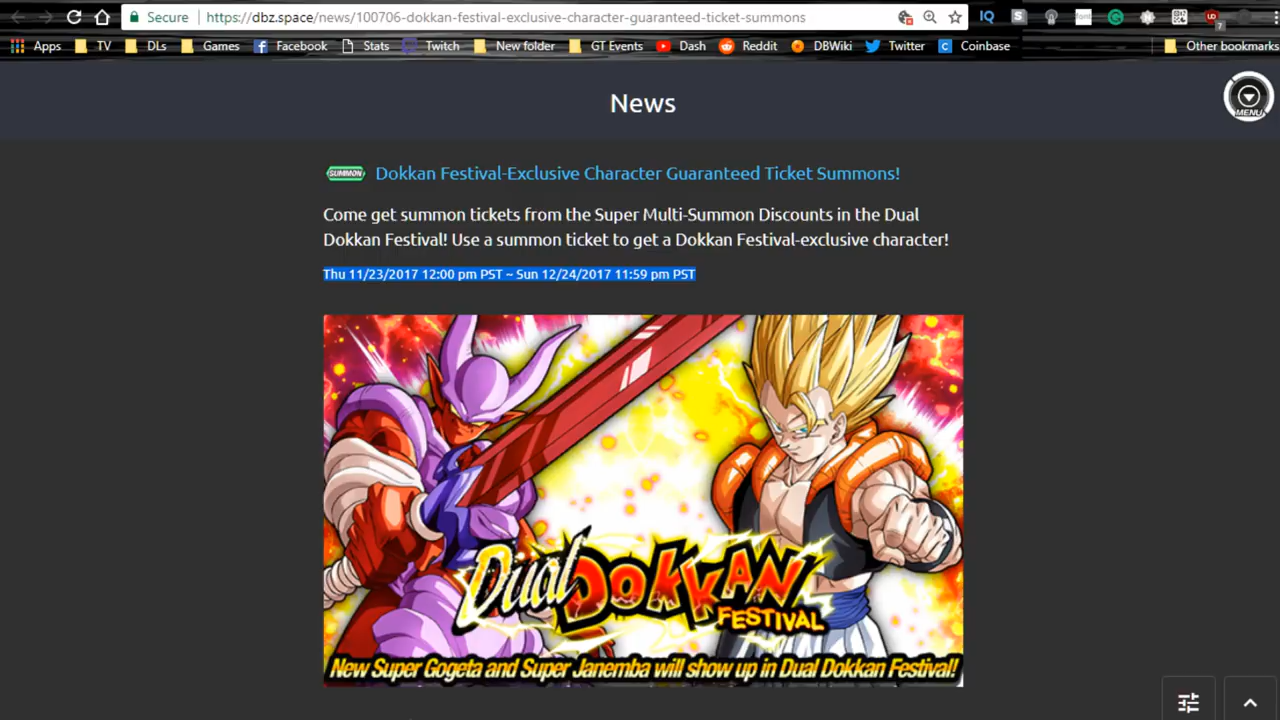 Secure https://dbz.space/news/100706-dokkan-festival-exclusive-character-guaranteed-ticket-summons
Apps TV DLs Games Facebook Stats Twitch New folder GT Events Dash Reddit DBWiki Twitter Coinbase Other bookmarks
News
MENU
SUMMON Dokkan Festival-Exclusive Character Guaranteed Ticket Summons!
Come get summon tickets from the Super Multi-Summon Discounts in the Dual
Dokkan Festival! Use a summon ticket to get a Dokkan Festival-exclusive character!
Thu 11/23/2017 12:00 pm PST ~ Sun 12/24/2017 11:59 pm PST
Dual DOKKAN
FESTIVAL
New Super Gogeta and Super Janemba will show up in Dual Dokkan Festival!